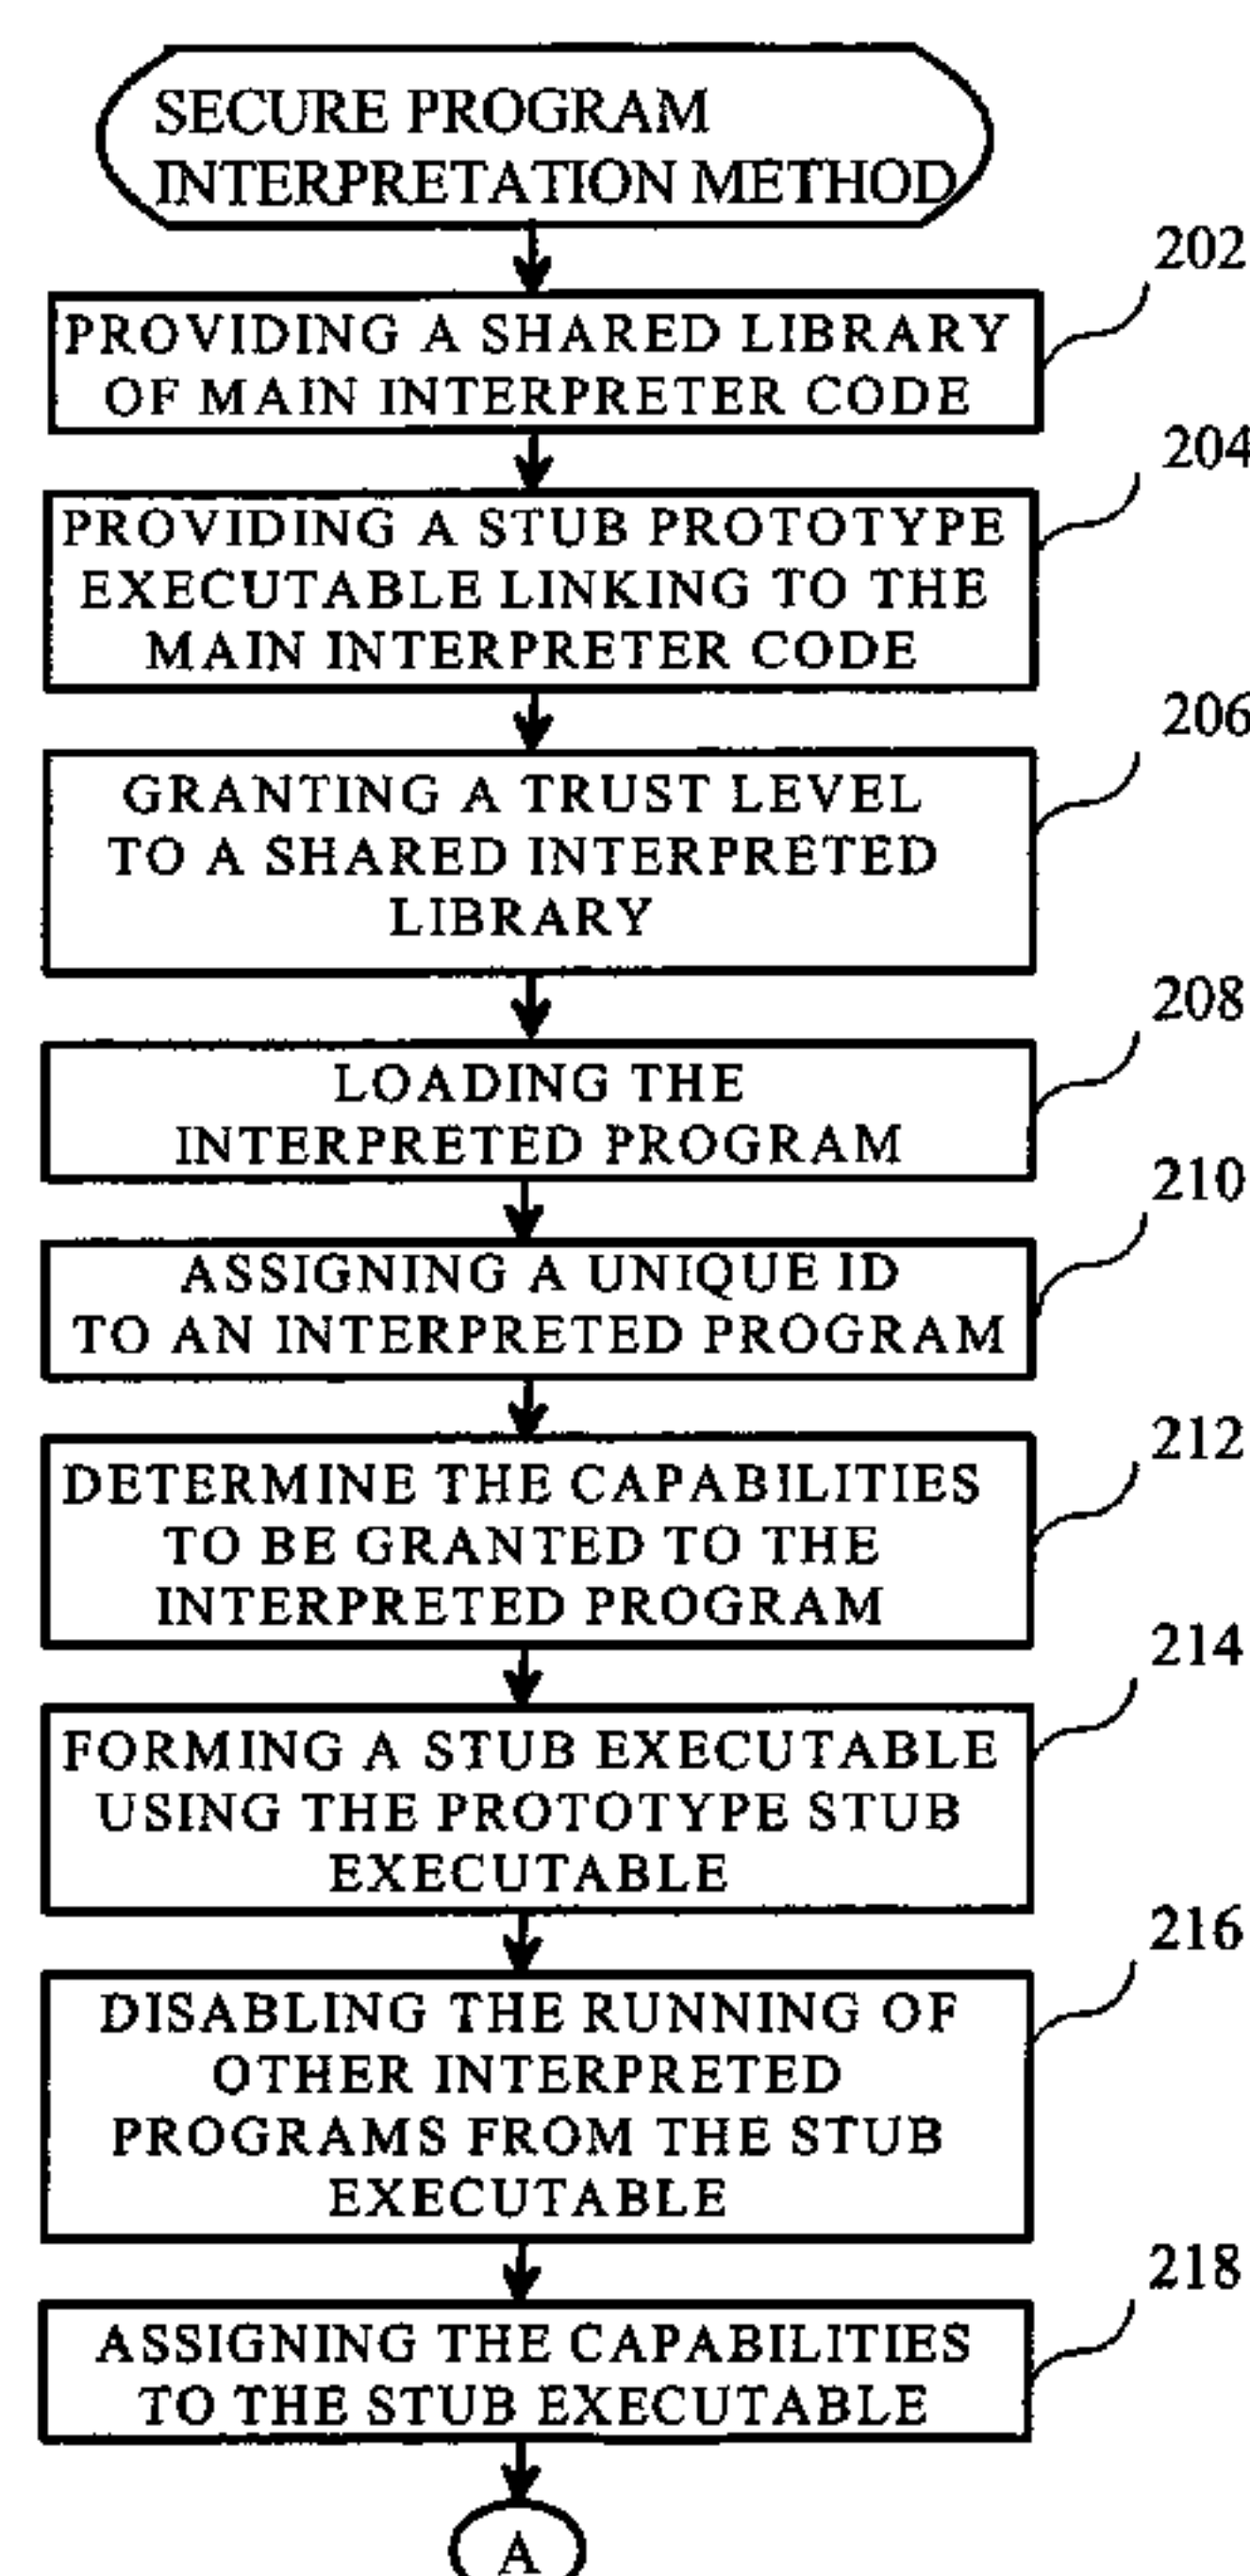 SECURE PROGRAM
INTERPRETATION METHOD
202
PROVIDING A SHARED LIBRARY
OF MAIN INTERPRETER CODE
204
PROVIDING A STUB PROTOTYPE
EXECUTABLE LINKING TO THE
MAIN INTERPRETER CODE
206
GRANTING A TRUST LEVEL
TO A SHARED INTERPRETED
LIBRARY
208
LOADING THE
INTERPRETED PROGRAM
210
ASSIGNING A UNIQUE ID
TO AN INTERPRETED PROGRAM
212
DETERMINE THE CAPABILITIES
TO BE GRANTED TO THE
INTERPRETED PROGRAM
214
FORMING A STUB EXECUTABLE
USING THE PROTOTYPE STUB
EXECUTABLE
216
DISABLING THE RUNNING OF
OTHER INTERPRETED
PROGRAMS FROM THE STUB
EXECUTABLE
218
ASSIGNING THE CAPABILITIES
TO THE STUB EXECUTABLE
A